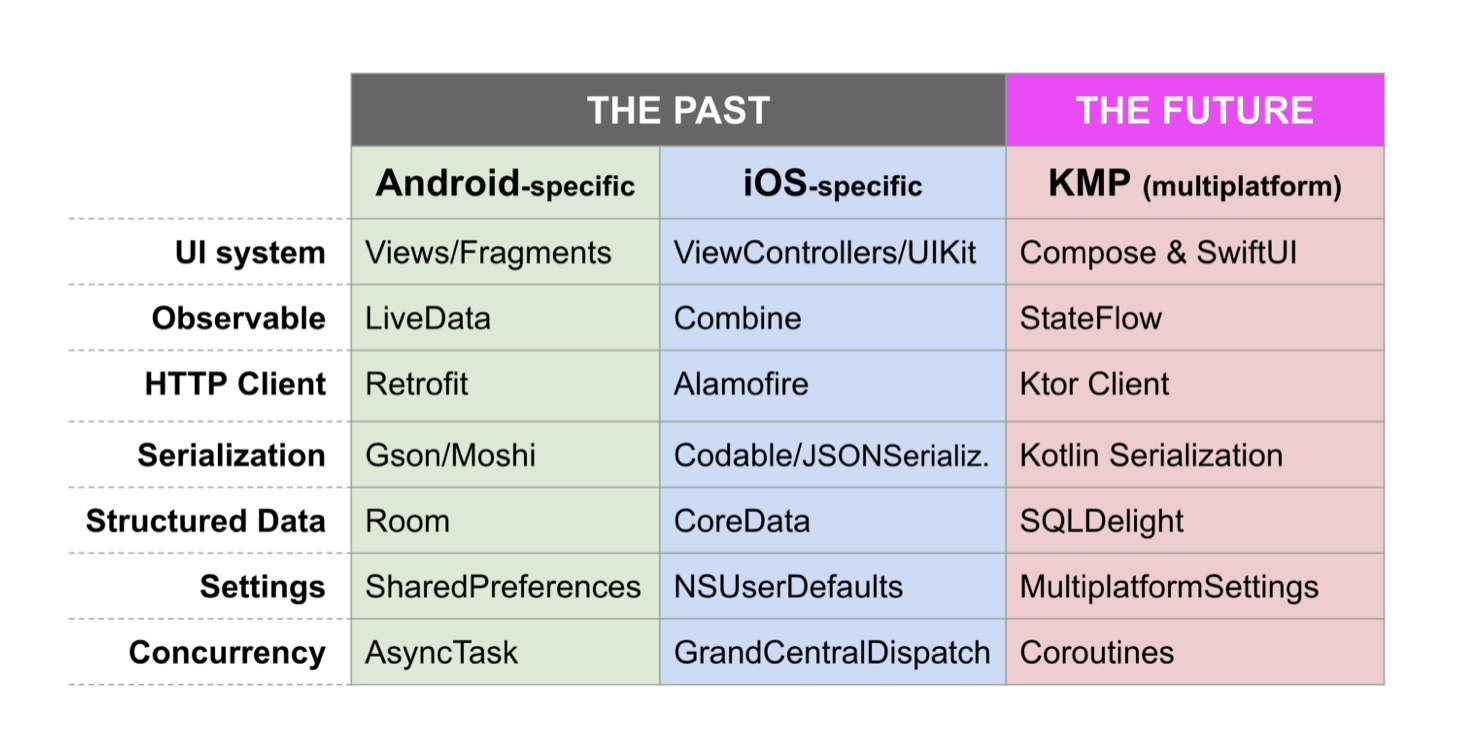 THE PAST THE FUTURE
Android-specific iOS-specific KMP (multiplatform)
UI system Views/Fragments ViewControllers/UIKit Compose & SwiftUI
Observable LiveData Combine StateFlow
HTTP Client Retrofit Alamofire Ktor Client
Serialization Gson/Moshi Codable/JSONSerializ. Kotlin Serialization
Structured Data Room CoreData SQLDelight
Settings SharedPreferences NSUserDefaults MultiplatformSettings
Concurrency AsyncTask GrandCentralDispatch Coroutines